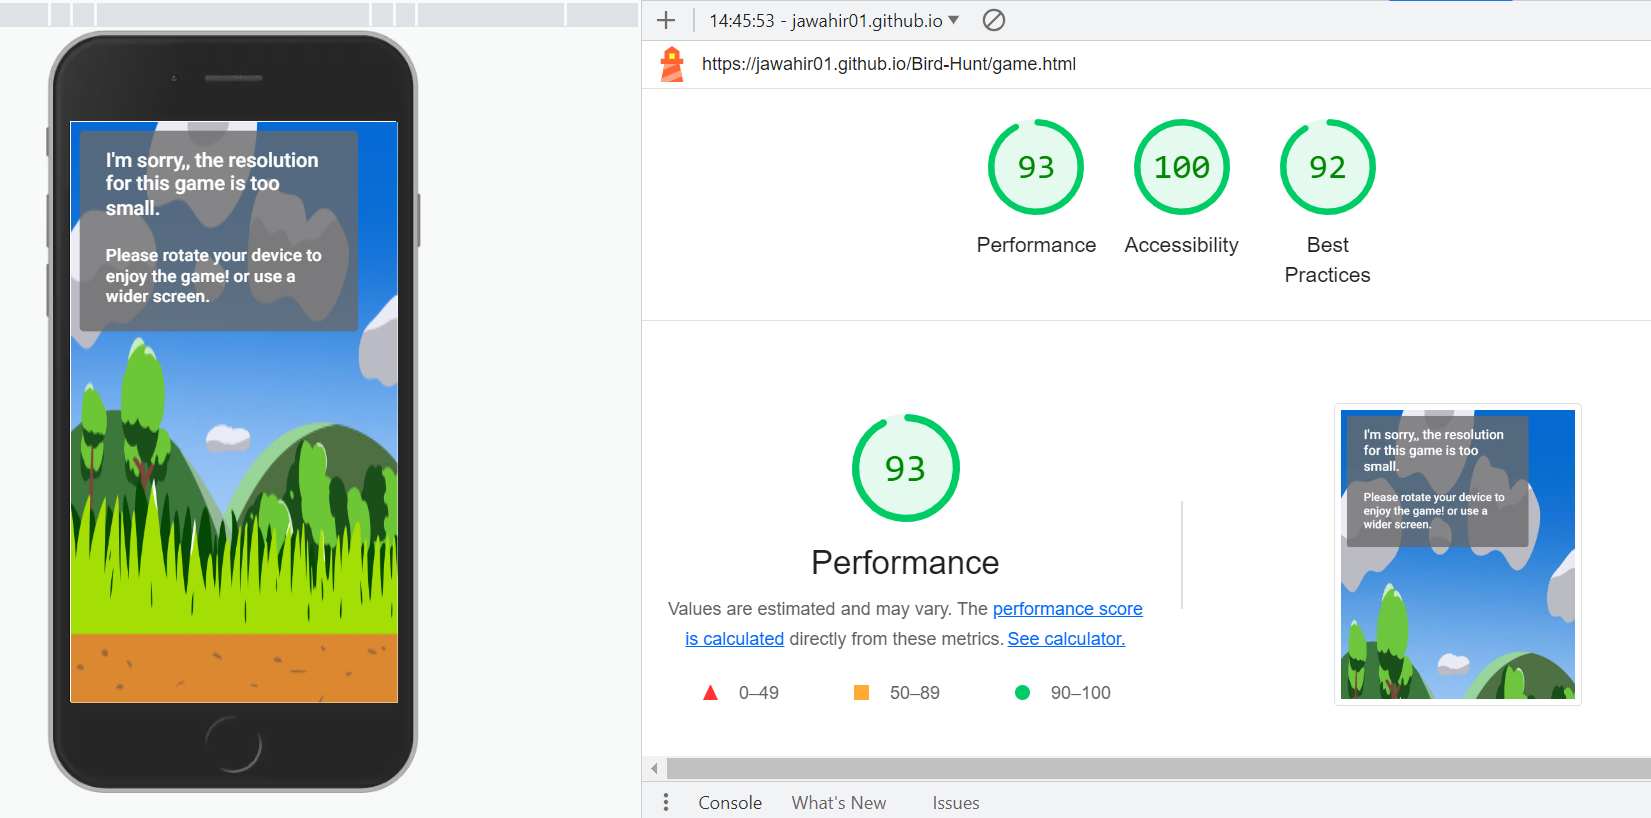 I'm sorry,, the resolution
for this game is too
small.
Please rotate your device to
enjoy the game! or use a
wider screen.
14:45:53 - jawahir01.github.io
https://jawahir01.github.io/Bird-Hunt/game.html
93
100
92
Performance
Accessibility
Best
Practices
93
Performance
Values are estimated and may vary. The performance score
is calculated directly from these metrics. See calculator.
0–49
50–89
90–100
I'm sorry,, the resolution
for this game is too
small.
Please rotate your device to
enjoy the game! or use a
wider screen.
Console
What's New
Issues